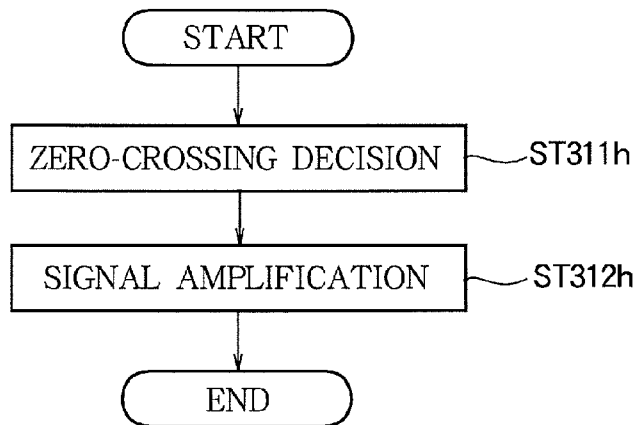 START
ZERO-CROSSING DECISION
ST311h
SIGNAL AMPLIFICATION
ST312h
END